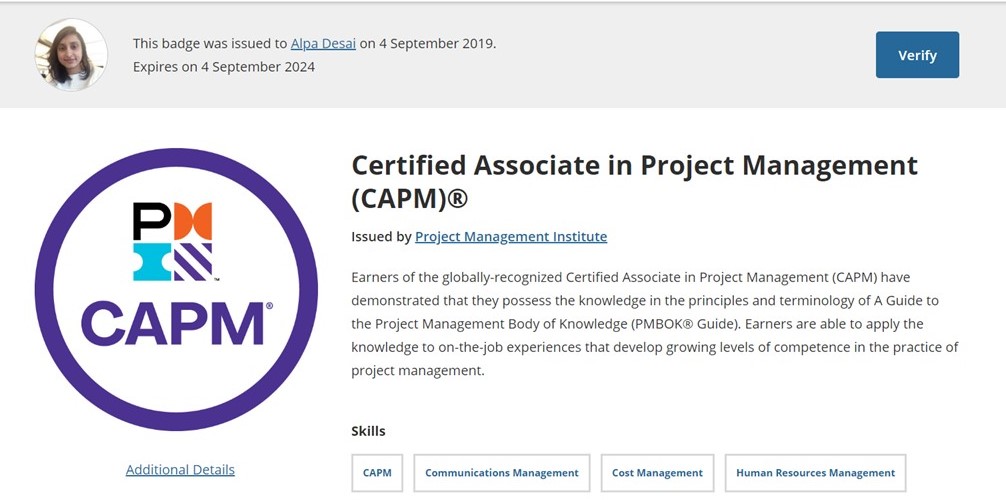 This badge was issued to Alpa Desai on 4 September 2019.
Expires on 4 September 2024
Verify
PM
CAPM®
Additional Details
Certified Associate in Project Management
(CAPM)®
Issued by Project Management Institute
Earners of the globally-recognized Certified Associate in Project Management (CAPM) have
demonstrated that they possess the knowledge in the principles and terminology of A Guide to
the Project Management Body of Knowledge (PMBOK® Guide). Earners are able to apply the
knowledge to on-the-job experiences that develop growing levels of competence in the practice of
project management.
Skills
CAPM
Communications Management
Cost Management
Human Resources Management